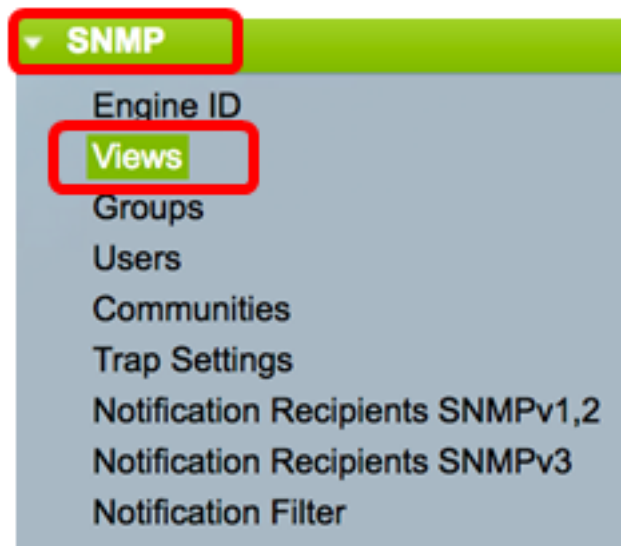 SNMP
Engine ID
Views
Groups
Users
Communities
Trap Settings
Notification Recipients SNMPv1,2
Notification Recipients SNMPv3
Notification Filter